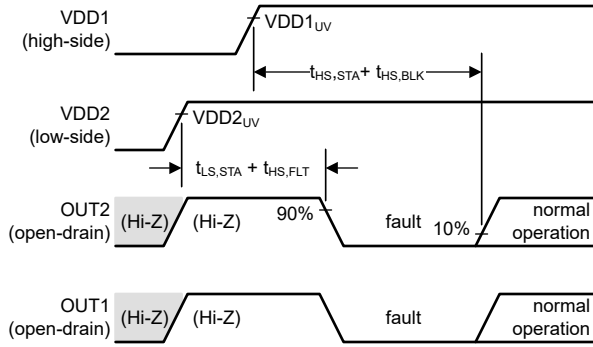 VDD1
(high-side)
VDD1UV
tHS,STA+ tHS,BLK
VDD2
(low-side)
VDD2UV
tLS,STA + tHS,FLT
OUT2
(open-drain)
(Hi-Z)
(Hi-Z)
90%
fault
10%
normal
operation
OUT1
(open-drain)
(Hi-Z)
(Hi-Z)
fault
normal
operation